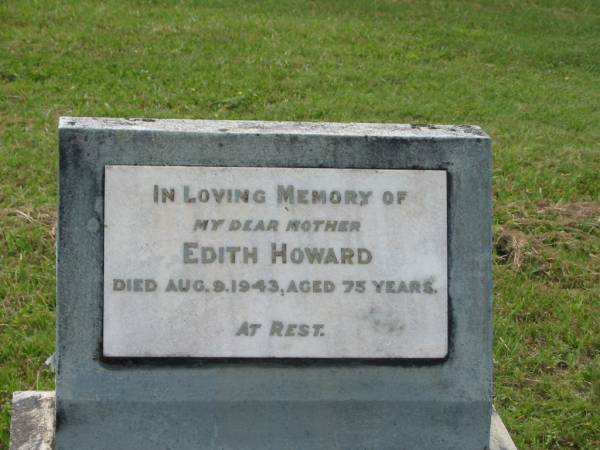 IN LOVING MEMORY OF
MY DEAR MOTHER
EDITH HOWARD
DIED AUG. 9. 1943, AGED 75 YEARS.
AT REST.